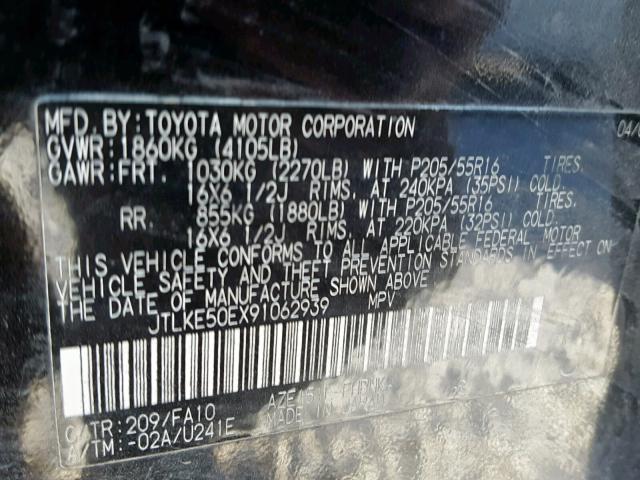 MFD. BY: TOYOTA MOTOR CORPORATION 04/
GVWR: 1860KG (4105LB)
GAWR: FRT. 1030KG (2270LB) WITH P205/55R16 TIRES,
16X6 1/2J RIMS, AT 240KPA (35PSI) COLD.
RR. 855KG (1880LB) WITH P205/55R16 TIRES,
16X6 1/2J RIMS, AT 220KPA (32PSI) COLD.
THIS VEHICLE CONFORMS TO ALL APPLICABLE FEDERAL MOTOR
VEHICLE SAFETY AND THEFT PREVENTION STANDARDS IN EFFECT ON
THE DATE OF MANUFACTURE SHOWN ABOVE.
JTLKE50EX91062939 MPV
C/TR: 209/FA10
A/TM: -02A/U241E MADE IN JAPAN